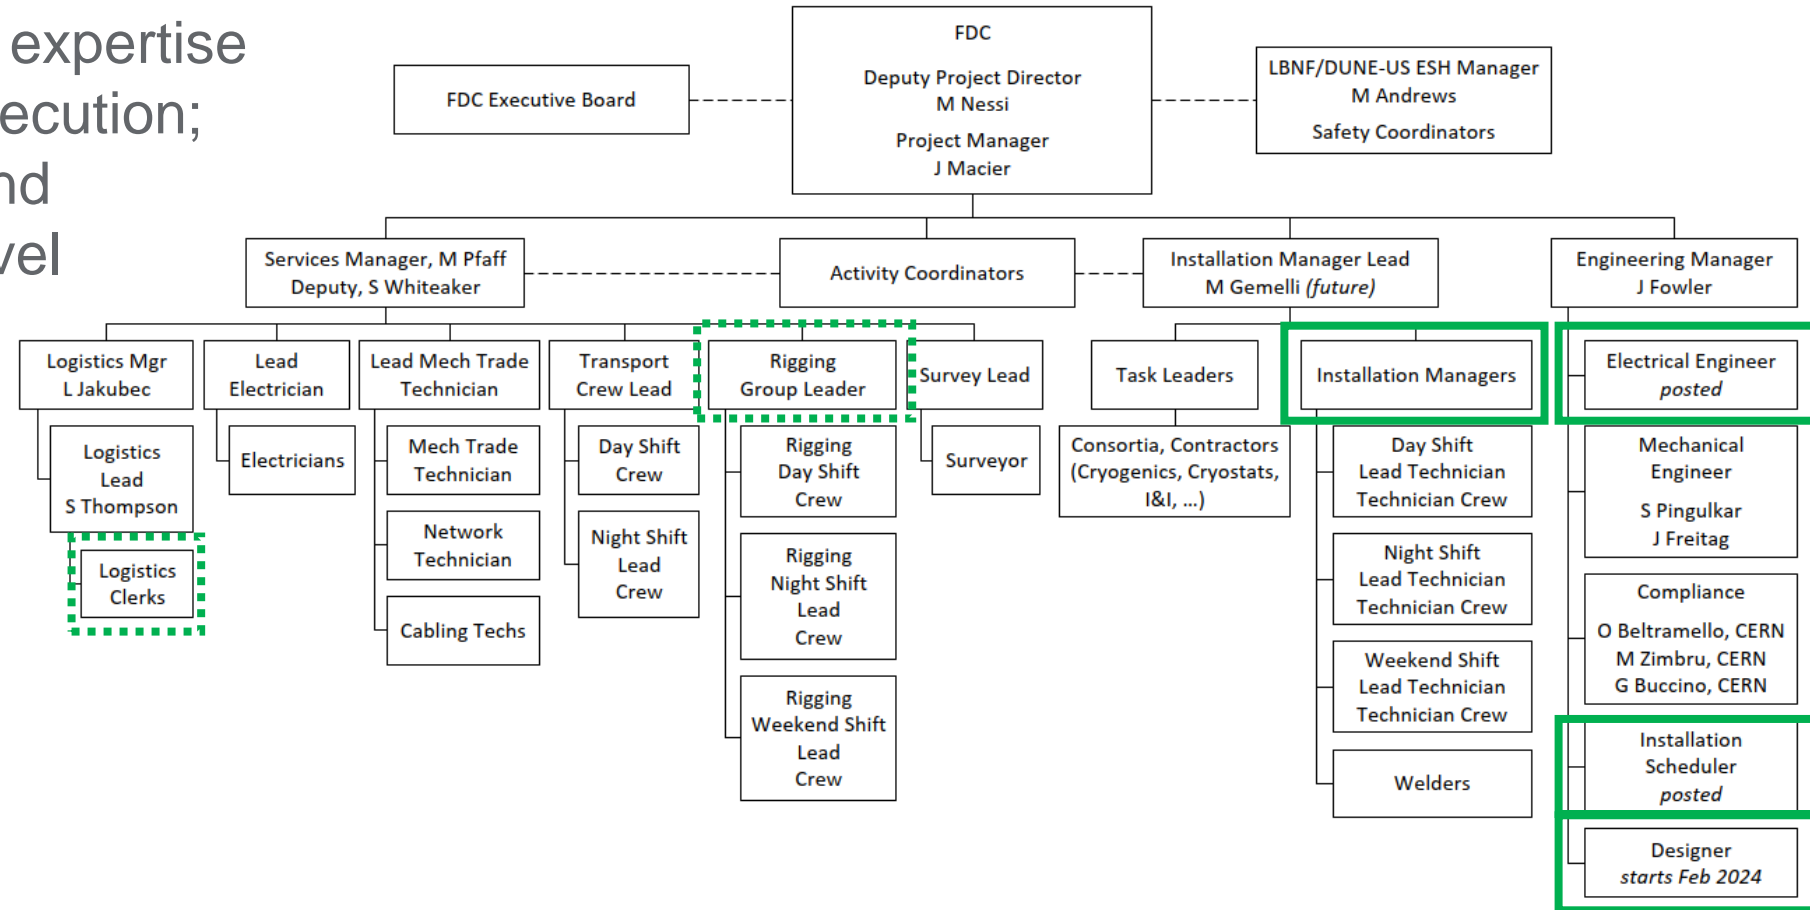 expertise
ecution;
nd
vel
FDC
Deputy Project Director
M Nessi
Project Manager
J Macier
FDC Executive Board
LBNF/DUNE-US ESH Manager
M Andrews
Safety Coordinators
Services Manager, M Pfaff
Deputy, S Whiteaker
Activity Coordinators
Installation Manager Lead
M Gemelli (future)
Engineering Manager
J Fowler
Logistics Mgr
L Jakubec
Lead
Electrician
Lead Mech Trade
Technician
Transport
Crew Lead
Rigging
Group Leader
Survey Lead
Task Leaders
Installation Managers
Electrical Engineer
posted
Logistics
Lead
S Thompson
Logistics
Clerks
Electricians
Mech Trade
Technician
Network
Technician
Cabling Techs
Day Shift
Crew
Night Shift
Lead
Crew
Rigging
Day Shift
Crew
Rigging
Night Shift
Lead
Crew
Rigging
Weekend Shift
Lead
Crew
Surveyor
Consortia, Contractors
(Cryogenics, Cryostats,
I&I, ...)
Day Shift
Lead Technician
Technician Crew
Night Shift
Lead Technician
Technician Crew
Weekend Shift
Lead Technician
Technician Crew
Welders
Mechanical
Engineer
S Pingulkar
J Freitag
Compliance
O Beltramello, CERN
M Zimbru, CERN
G Buccino, CERN
Installation
Scheduler
posted
Designer
starts Feb 2024